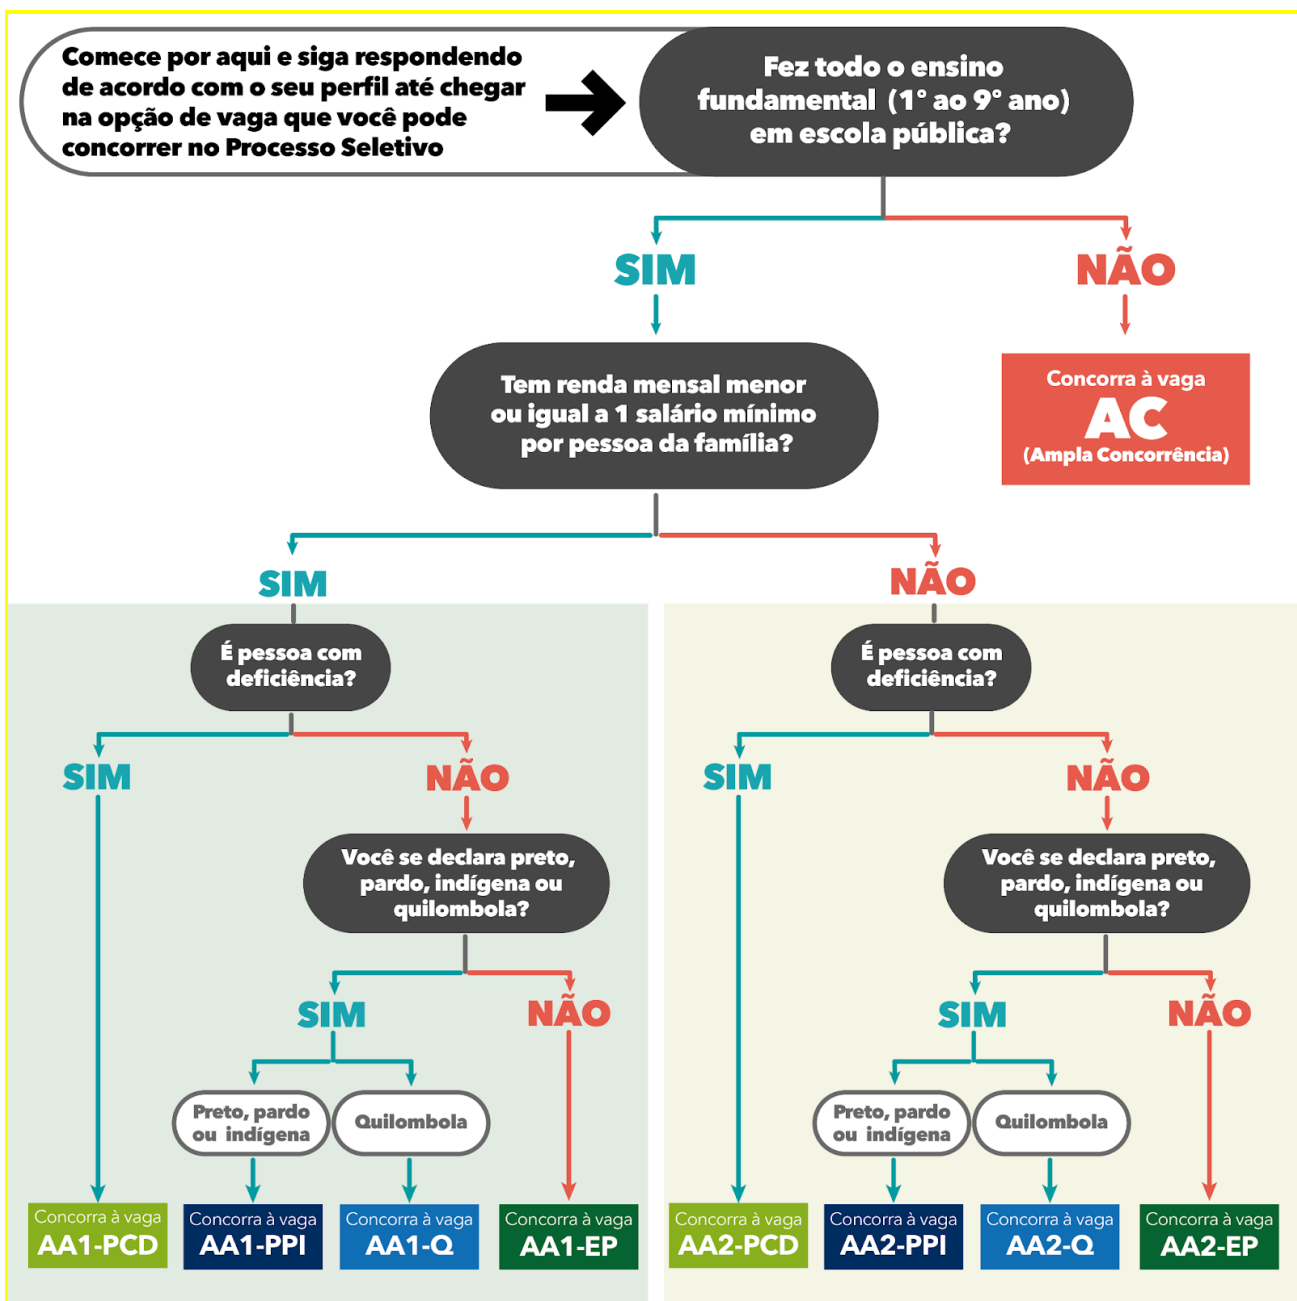 Comece por aqui e siga respondendo
de acordo com o seu perfil até chegar
na opção de vaga que você pode
concorrer no Processo Seletivo
Fez todo o ensino
fundamental (1º ao 9º ano)
em escola pública?
SIM
NÃO
Tem renda mensal menor
ou igual a 1 salário mínimo
por pessoa da família?
Concorra à vaga
AC
(Ampla Concorrência)
SIM
NÃO
É pessoa com
deficiência?
SIM
NÃO
Você se declara preto,
pardo, indígena ou
quilombola?
SIM
NÃO
Preto, pardo
ou indígena
Quilombola
Concorra à vaga
AA1-PCD
Concorra à vaga
AA1-PPI
Concorra à vaga
AA1-Q
Concorra à vaga
AA1-EP
É pessoa com
deficiência?
SIM
NÃO
Você se declara preto,
pardo, indígena ou
quilombola?
SIM
NÃO
Preto, pardo
ou indígena
Quilombola
Concorra à vaga
AA2-PCD
Concorra à vaga
AA2-PPI
Concorra à vaga
AA2-Q
Concorra à vaga
AA2-EP